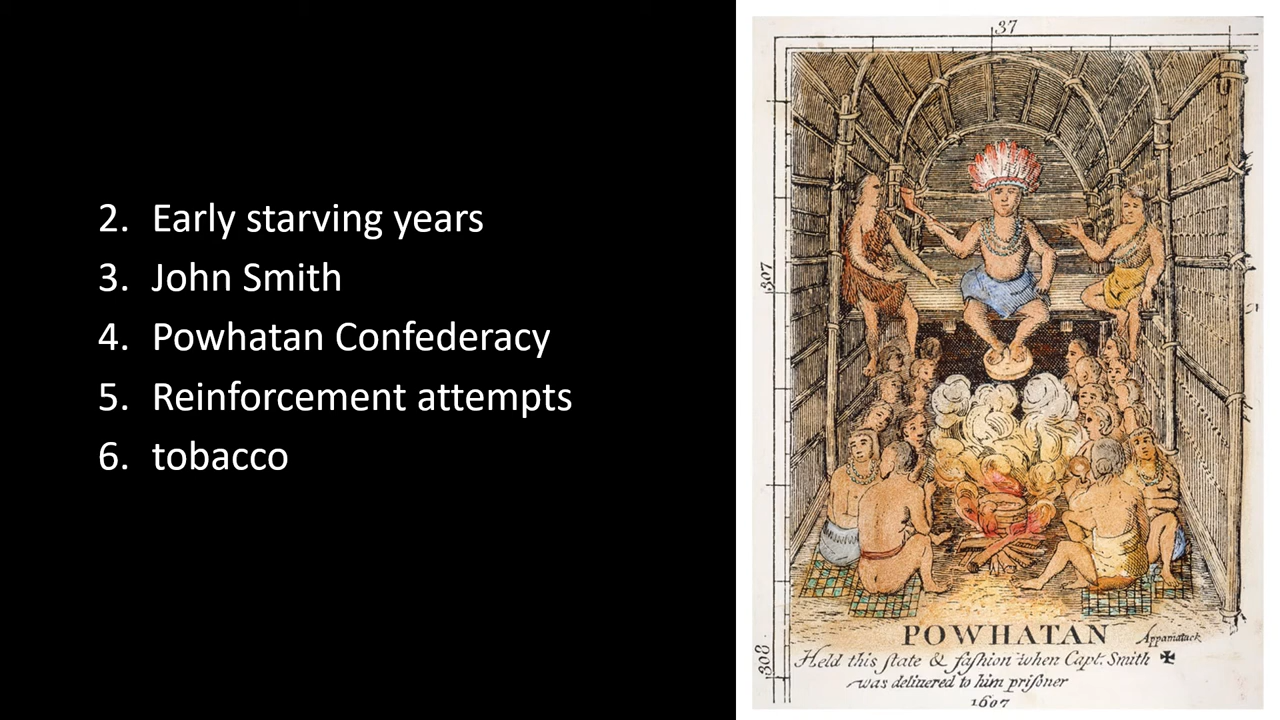 2. Early starving years
3. John Smith
4. Powhatan Confederacy
5. Reinforcement attempts
6. tobacco
37
307
308
POWHATAN
Appamatuck
Held this ſtate & faſhion when Capt. Smith
was deliuered to him priſoner
1607